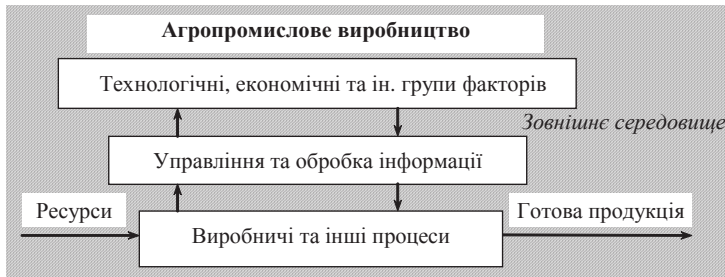 Агропромислове виробництво
Технологічні, економічні та ін. групи факторів
Зовнішнє середовище
Управління та обробка інформації
Ресурси
Готова продукція
Виробничі та інші процеси